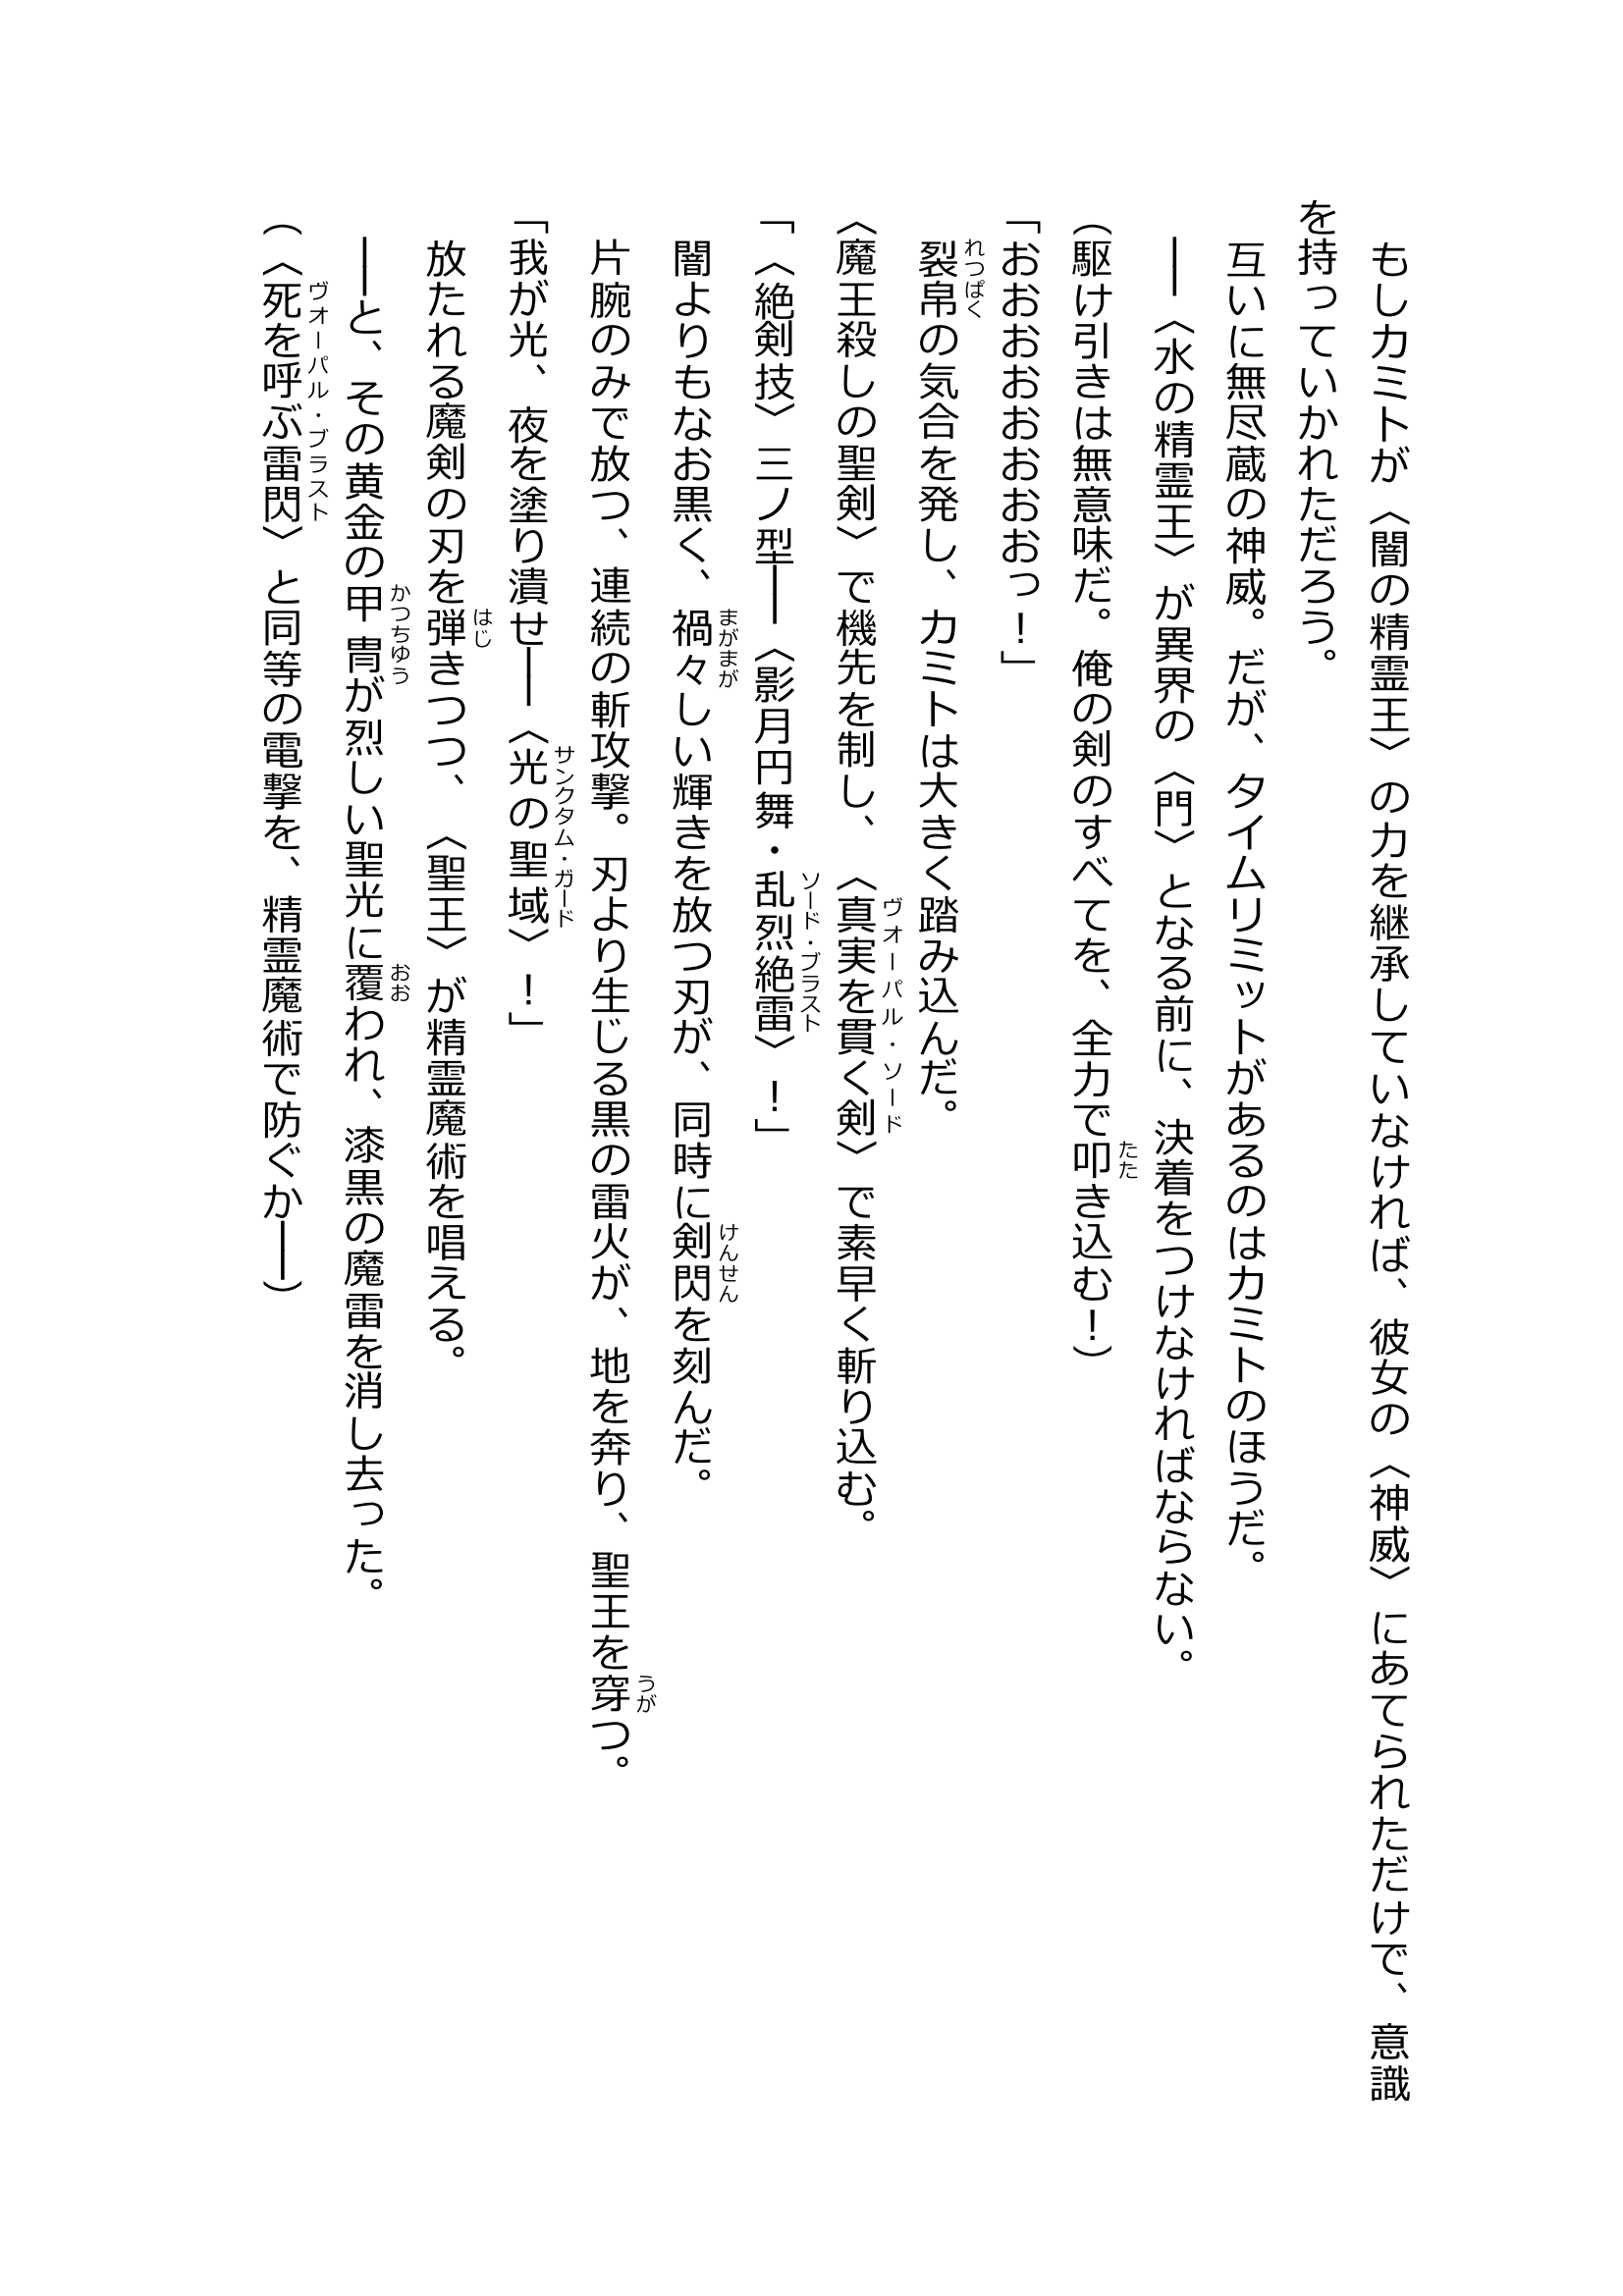 もしカミトが〈闇の精霊王〉の力を継承していなければ、彼女の〈神威〉にあてられただけで、意識
を持っていかれただろう。
　互いに無尽蔵の神威。だが、タイムリミットがあるのはカミトのほうだ。
　――〈水の精霊王〉が異界の〈門〉となる前に、決着をつけなければならない。
（駆け引きは無意味だ。俺の剣のすべてを、全力で叩き込む！）
「おおおおおおおおっ！」
　裂帛の気合を発し、カミトは大きく踏み込んだ。
〈魔王殺しの聖剣〉で機先を制し、〈真実を貫く剣〉で素早く斬り込む。
「〈絶剣技〉三ノ型――〈影月円舞・乱烈絶雷〉！」
　闇よりもなお黒く、禍々しい輝きを放つ刃が、同時に剣閃を刻んだ。
　片腕のみで放つ、連続の斬攻撃。刃より生じる黒の雷火が、地を奔り、聖王を穿つ。
「我が光、夜を塗り潰せ――〈光の聖域〉！」
　放たれる魔剣の刃を弾きつつ、〈聖王〉が精霊魔術を唱える。
　――と、その黄金の甲冑が烈しい聖光に覆われ、漆黒の魔雷を消し去った。
（〈死を呼ぶ雷閃〉と同等の電撃を、精霊魔術で防ぐか――）